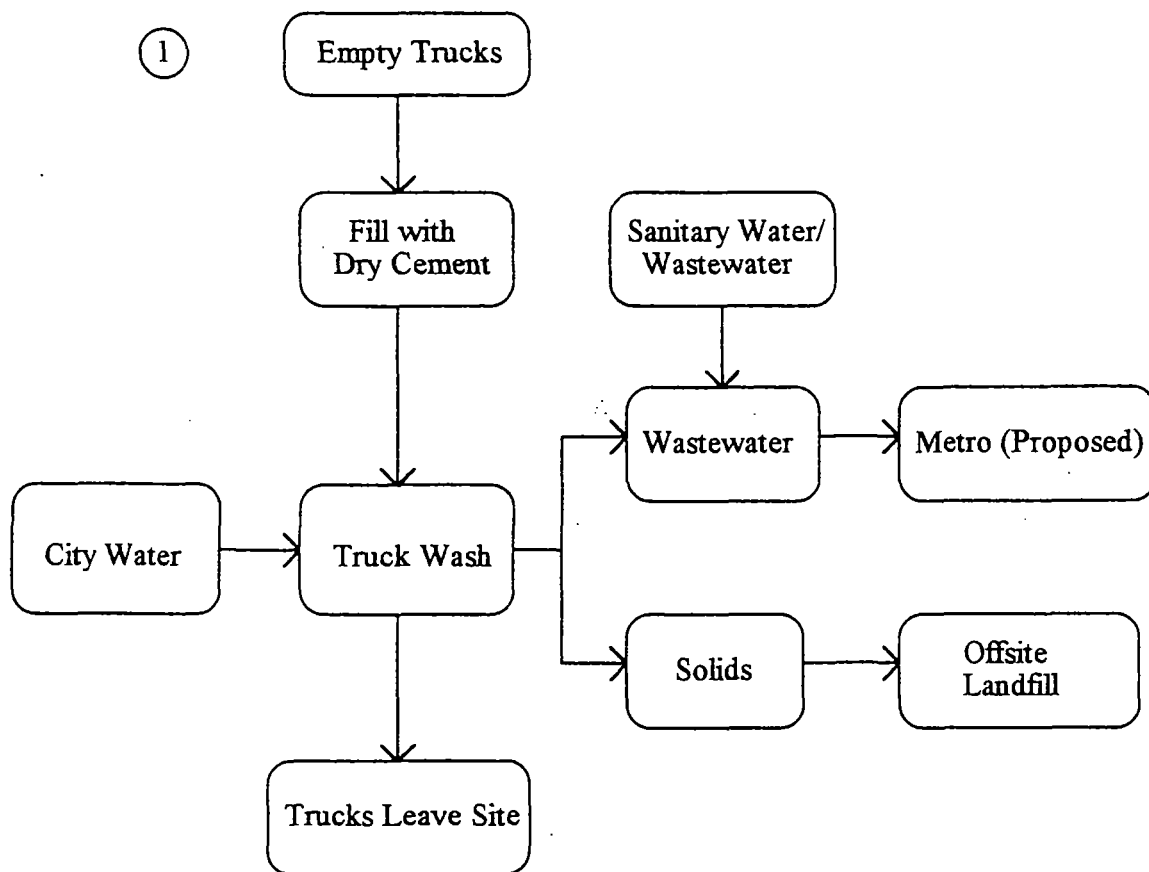 1
Empty Trucks
Fill with
Dry Cement
Sanitary Water/
Wastewater
Wastewater
Metro (Proposed)
City Water
Truck Wash
Solids
Offsite
Landfill
Trucks Leave Site